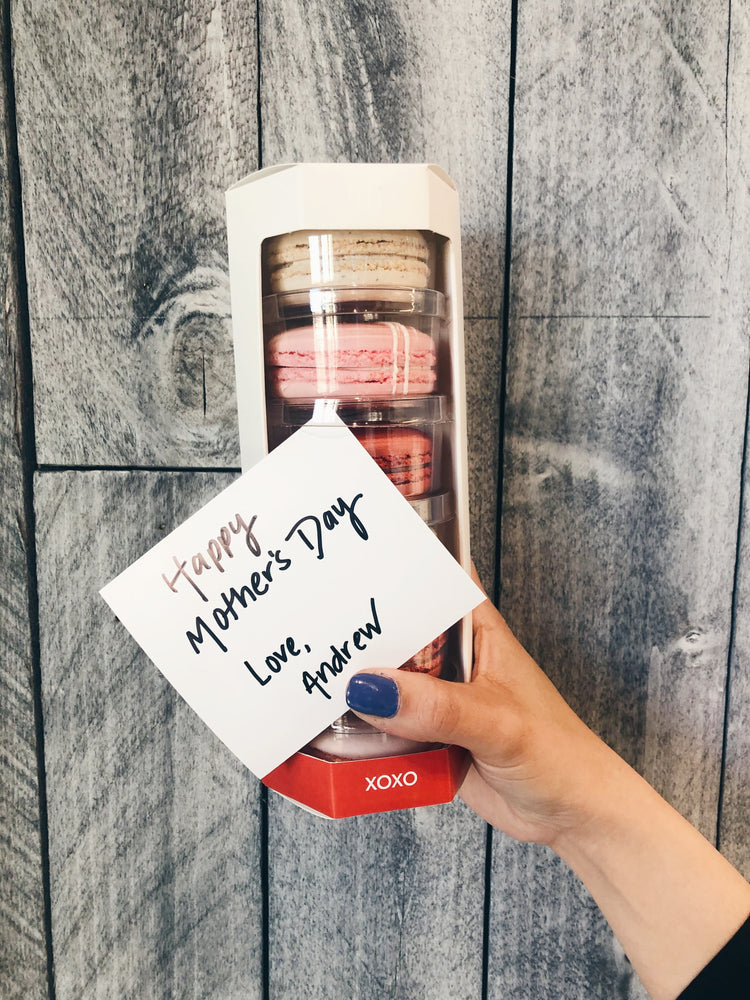 Happy
Mother's Day
Love,
Andrew
XOXO